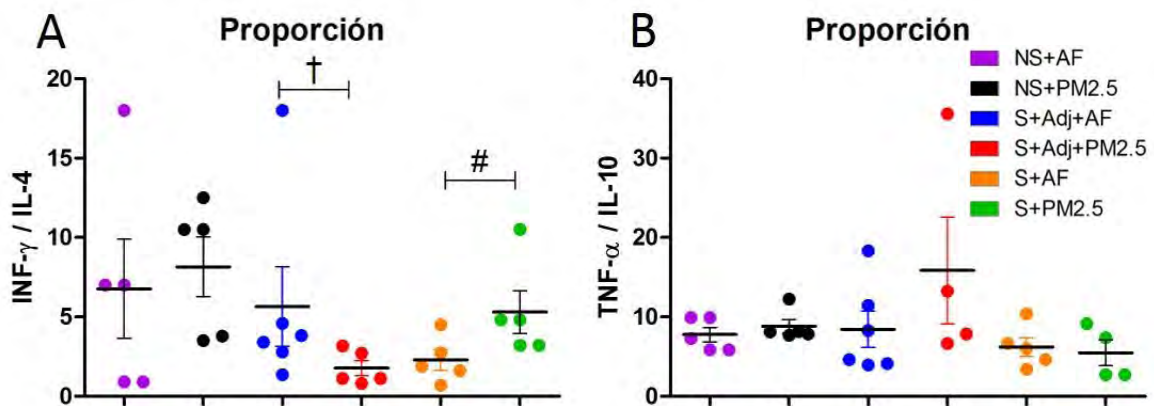 A
Proporción
INF-γ / IL-4
20
15
10
5
0
†
#
B
Proporción
TNF-α / IL-10
40
30
20
10
0
NS+AF
NS+PM2.5
S+Adj+AF
S+Adj+PM2.5
S+AF
S+PM2.5